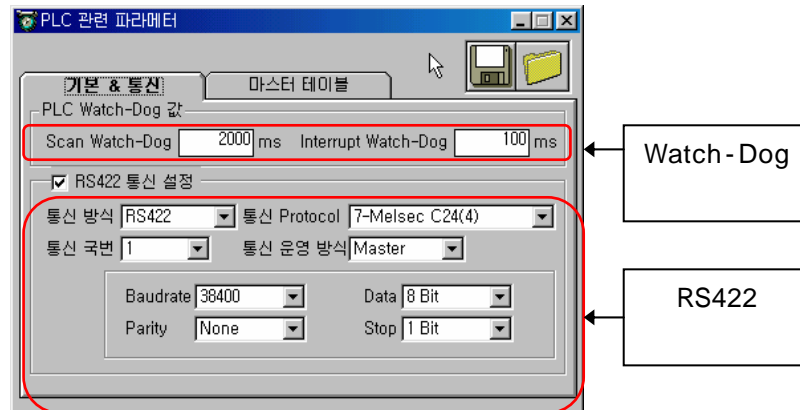 PLC 관련 파라메터
기본 & 통신 마스터 테이블
PLC Watch-Dog 값
Scan Watch-Dog 2000 ms Interrupt Watch-Dog 100 ms
Watch-Dog
RS422 통신 설정
통신 방식 RS422 통신 Protocol 7-Melsec C24(4)
통신 국번 1 통신 운영 방식 Master
Baudrate 38400 Data 8 Bit
RS422
Parity None Stop 1 Bit